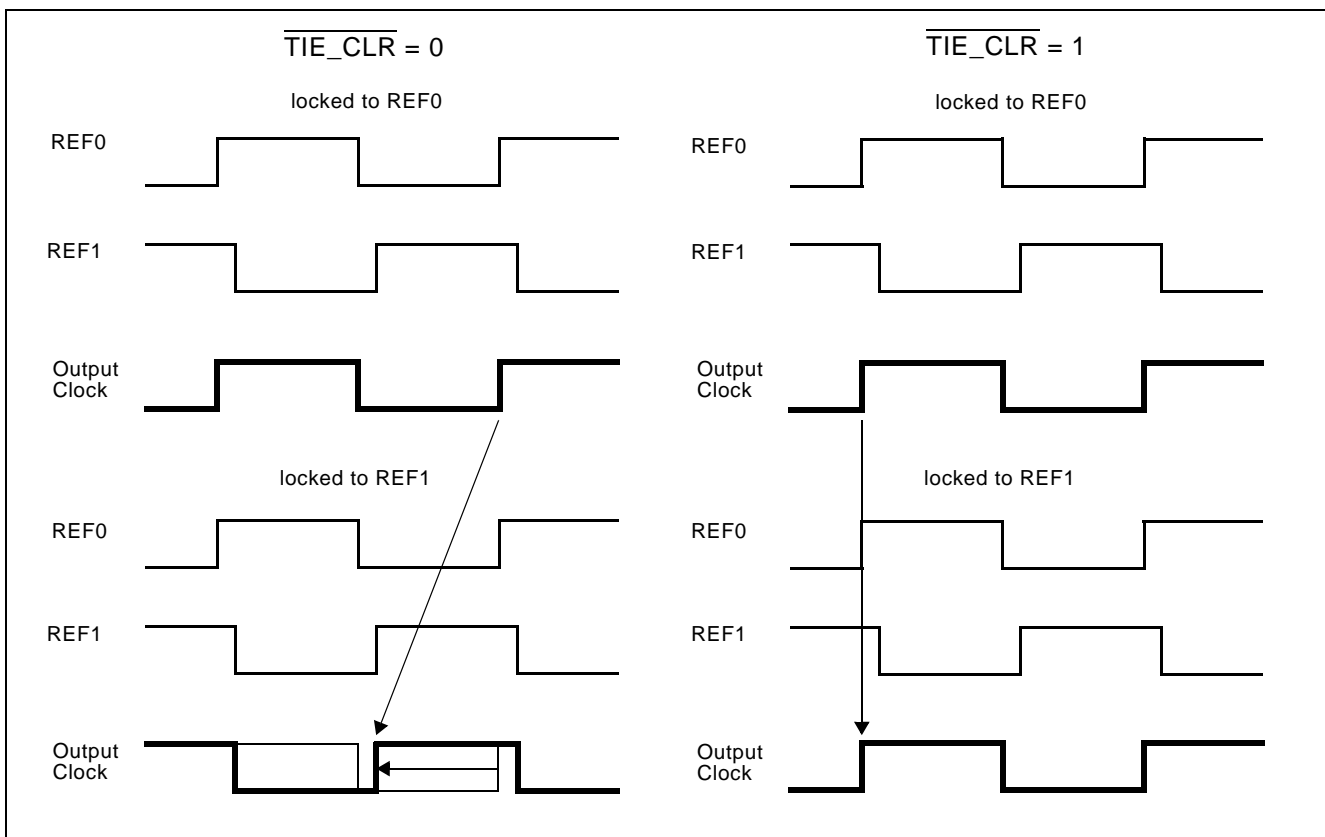 TIE_CLR = 0
locked to REF0
REF0
REF1
Output
Clock
locked to REF1
REF0
REF1
Output
Clock
TIE_CLR = 1
locked to REF0
REF0
REF1
Output
Clock
locked to REF1
REF0
REF1
Output
Clock